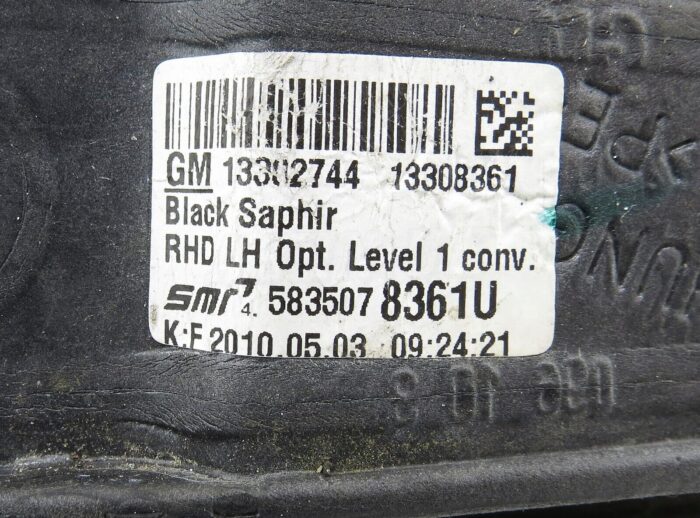 GM 13302744 13308361
Black Saphir
RHD LH Opt. Level 1 conv.
smr 4. 583507 8361U
K:F 2010.05.03 09:24:21